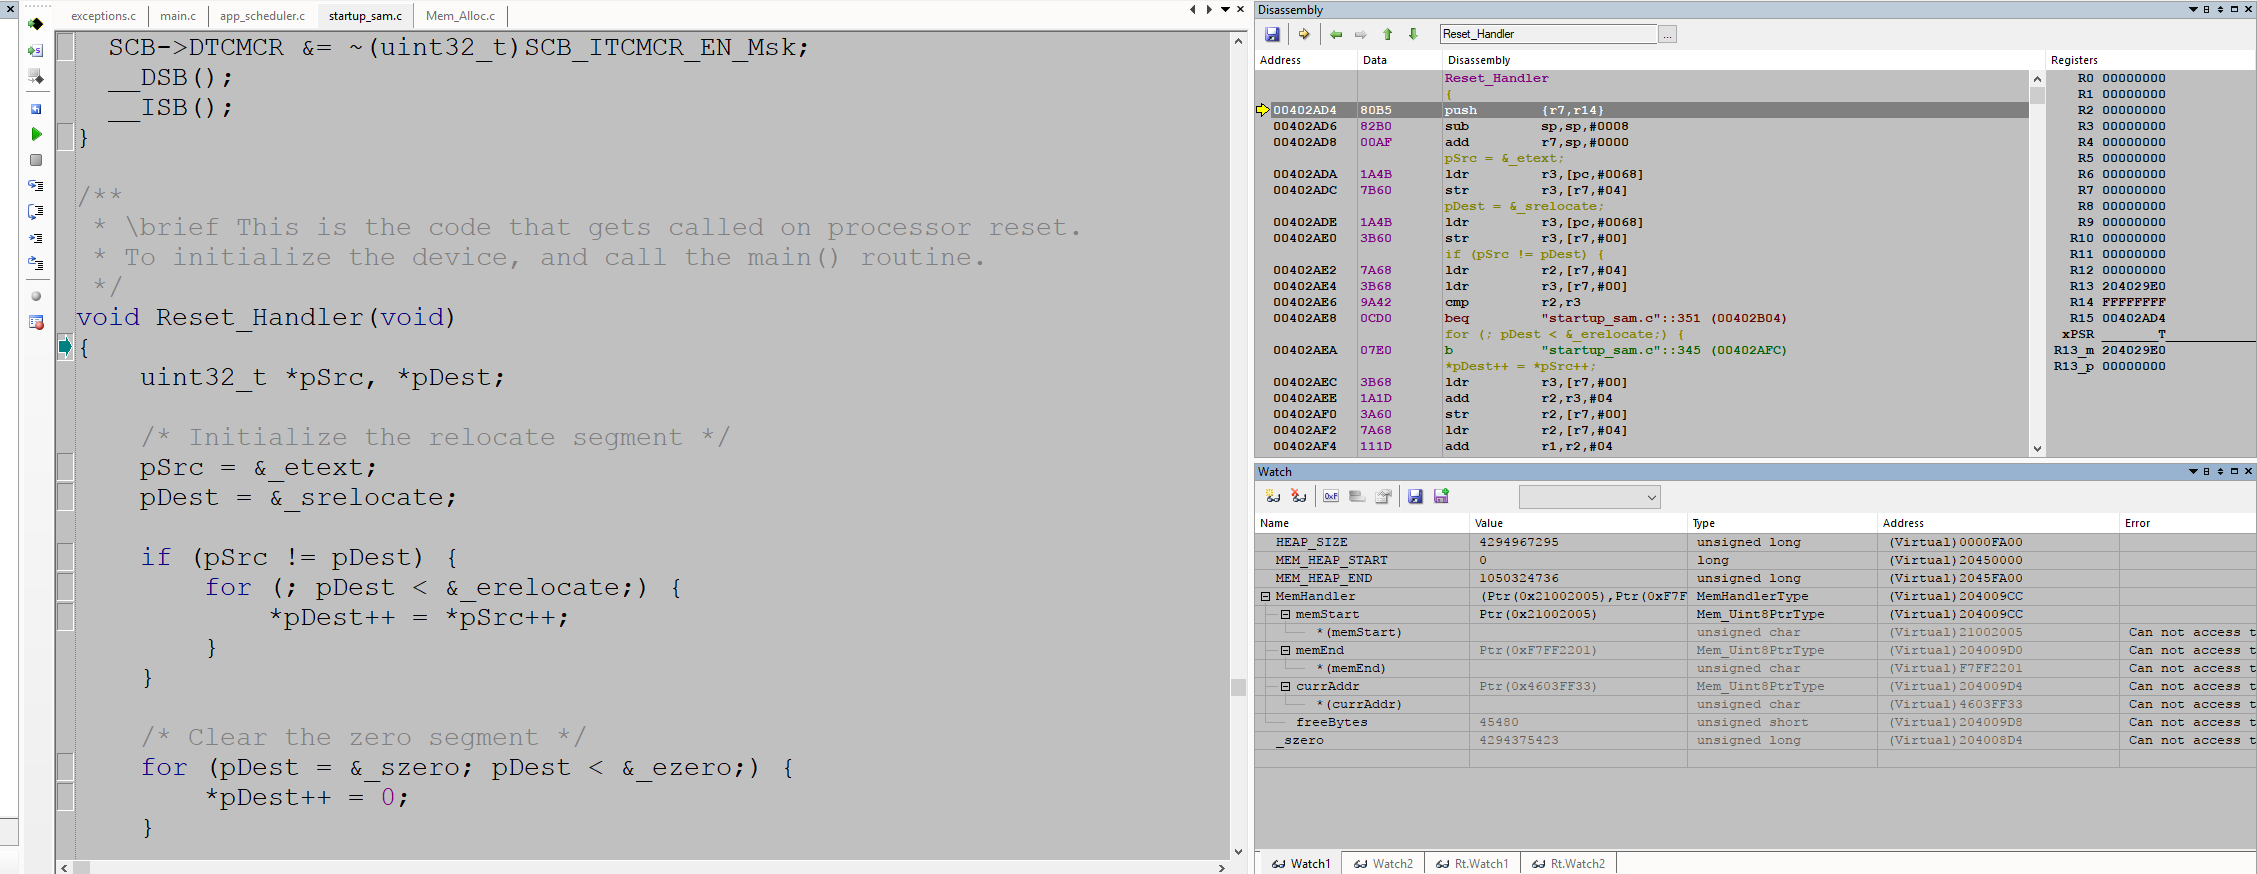 exceptions.c main.c app_scheduler.c startup_sam.c Mem_Alloc.c
SCB->DTCMCR &= ~(uint32_t)SCB_ITCMCR_EN_Msk;
__DSB();
__ISB();
}
/**
* \brief This is the code that gets called on processor reset.
* To initialize the device, and call the main() routine.
*/
void Reset_Handler(void)
{
uint32_t *pSrc, *pDest;
/* Initialize the relocate segment */
pSrc = &_etext;
pDest = &_srelocate;
if (pSrc != pDest) {
for (; pDest < &_erelocate;) {
*pDest++ = *pSrc++;
}
}
/* Clear the zero segment */
for (pDest = &_szero; pDest < &_ezero;) {
*pDest++ = 0;
}
Disassembly
Reset_Handler ...
Address Data Disassembly
Reset_Handler
{
00402AD4 80B5 push {r7,r14}
00402AD6 82B0 sub sp,sp,#0008
00402AD8 00AF add r7,sp,#0000
pSrc = &_etext;
00402ADA 1A4B ldr r3,[pc,#0068]
00402ADC 7B60 str r3,[r7,#04]
pDest = &_srelocate;
00402ADE 1A4B ldr r3,[pc,#0068]
00402AE0 3B60 str r3,[r7,#00]
if (pSrc != pDest) {
00402AE2 7A68 ldr r2,[r7,#04]
00402AE4 3B68 ldr r3,[r7,#00]
00402AE6 9A42 cmp r2,r3
00402AE8 0CD0 beq "startup_sam.c"::351 (00402B04)
for (; pDest < &_erelocate;) {
00402AEA 07E0 b "startup_sam.c"::345 (00402AFC)
*pDest++ = *pSrc++;
00402AEC 3B68 ldr r3,[r7,#00]
00402AEE 1A1D add r2,r3,#04
00402AF0 3A60 str r2,[r7,#00]
00402AF2 7A68 ldr r2,[r7,#04]
00402AF4 111D add r1,r2,#04
Registers
R0 00000000
R1 00000000
R2 00000000
R3 00000000
R4 00000000
R5 00000000
R6 00000000
R7 00000000
R8 00000000
R9 00000000
R10 00000000
R11 00000000
R12 00000000
R13 204029E0
R14 FFFFFFFF
R15 00402AD4
xPSR _______T___________
R13_m 204029E0
R13_p 00000000
Watch
0xF
Name Value Type Address Error
HEAP_SIZE 4294967295 unsigned long (Virtual)0000FA00
MEM_HEAP_START 0 long (Virtual)20450000
MEM_HEAP_END 1050324736 unsigned long (Virtual)2045FA00
MemHandler (Ptr(0x21002005),Ptr(0xF7F MemHandlerType (Virtual)204009CC
memStart Ptr(0x21002005) Mem_Uint8PtrType (Virtual)204009CC
*(memStart) unsigned char (Virtual)21002005 Can not access t
memEnd Ptr(0xF7FF2201) Mem_Uint8PtrType (Virtual)204009D0 Can not access t
*(memEnd) unsigned char (Virtual)F7FF2201 Can not access t
currAddr Ptr(0x4603FF33) Mem_Uint8PtrType (Virtual)204009D4 Can not access t
*(currAddr) unsigned char (Virtual)4603FF33 Can not access t
freeBytes 45480 unsigned short (Virtual)204009D8 Can not access t
_szero 4294375423 unsigned long (Virtual)204008D4 Can not access t
Watch1 Watch2 Rt.Watch1 Rt.Watch2